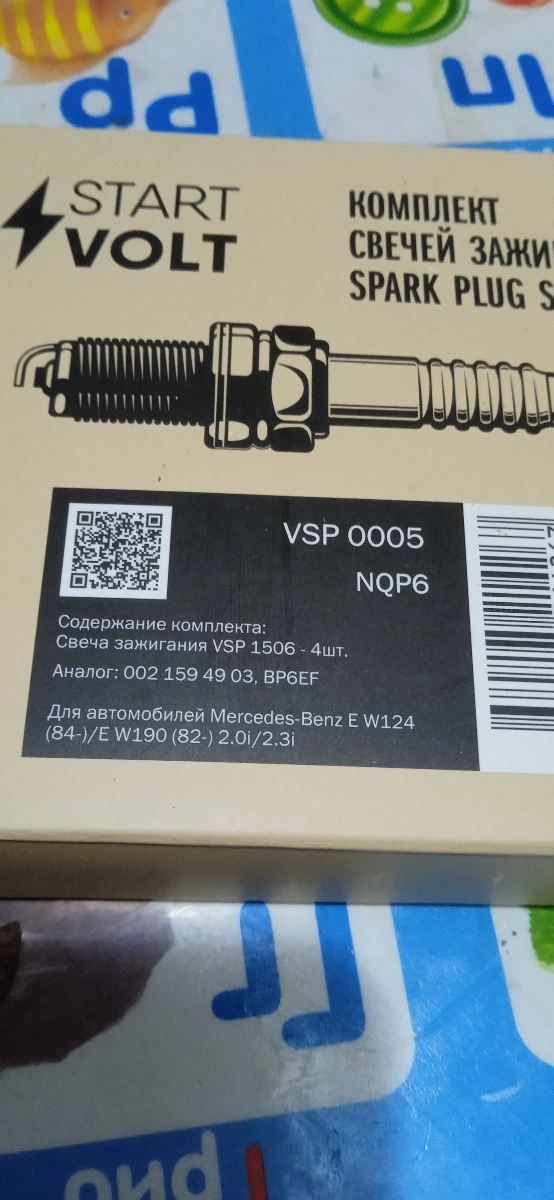 START
VOLT
КОМПЛЕКТ
СВЕЧЕЙ
SPARK PLUG
VSP 0005
NQP6
Содержание комплекта:
Свеча зажигания VSP 1506 - 4шт.
Аналог: 002 159 49 03, BP6EF
Для автомобилей Mercedes-Benz E W124
(84-)/E W190 (82-) 2.0i/2.3i